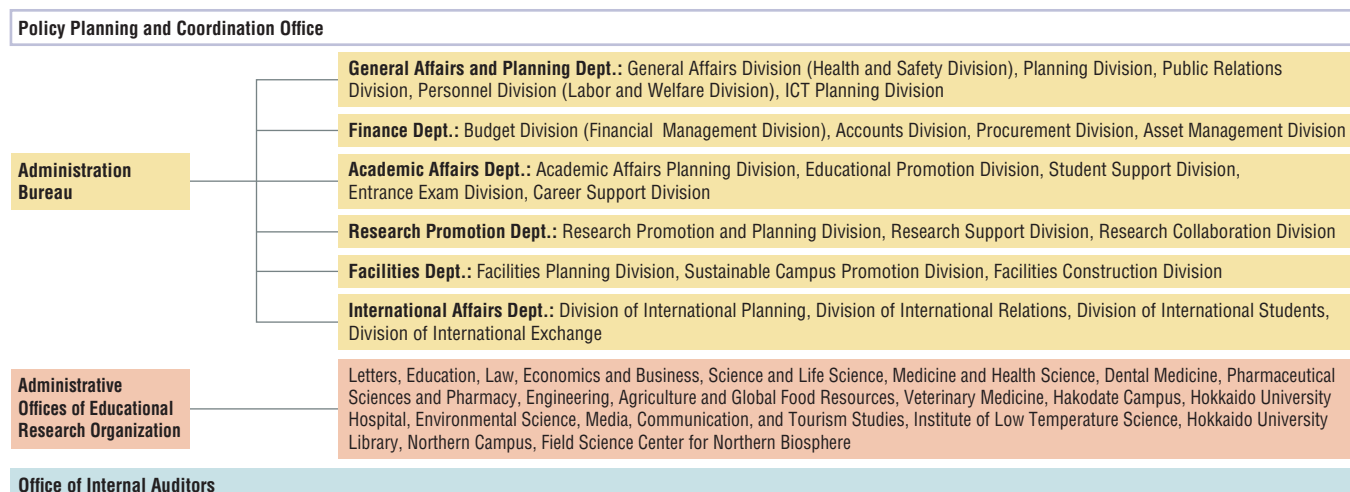 Policy Planning and Coordination Office
General Affairs and Planning Dept.: General Affairs Division (Health and Safety Division), Planning Division, Public Relations
Division, Personnel Division (Labor and Welfare Division), ICT Planning Division
Finance Dept.: Budget Division (Financial Management Division), Accounts Division, Procurement Division, Asset Management Division
Administration
Bureau
Academic Affairs Dept.: Academic Affairs Planning Division, Educational Promotion Division, Student Support Division,
Entrance Exam Division, Career Support Division
Research Promotion Dept.: Research Promotion and Planning Division, Research Support Division, Research Collaboration Division
Facilities Dept.: Facilities Planning Division, Sustainable Campus Promotion Division, Facilities Construction Division
International Affairs Dept.: Division of International Planning, Division of International Relations, Division of International Students,
Division of International Exchange
Administrative
Offices of Educational
Research Organization
Letters, Education, Law, Economics and Business, Science and Life Science, Medicine and Health Science, Dental Medicine, Pharmaceutical
Sciences and Pharmacy, Engineering, Agriculture and Global Food Resources, Veterinary Medicine, Hakodate Campus, Hokkaido University
Hospital, Environmental Science, Media, Communication, and Tourism Studies, Institute of Low Temperature Science, Hokkaido University
Library, Northern Campus, Field Science Center for Northern Biosphere
Office of Internal Auditors